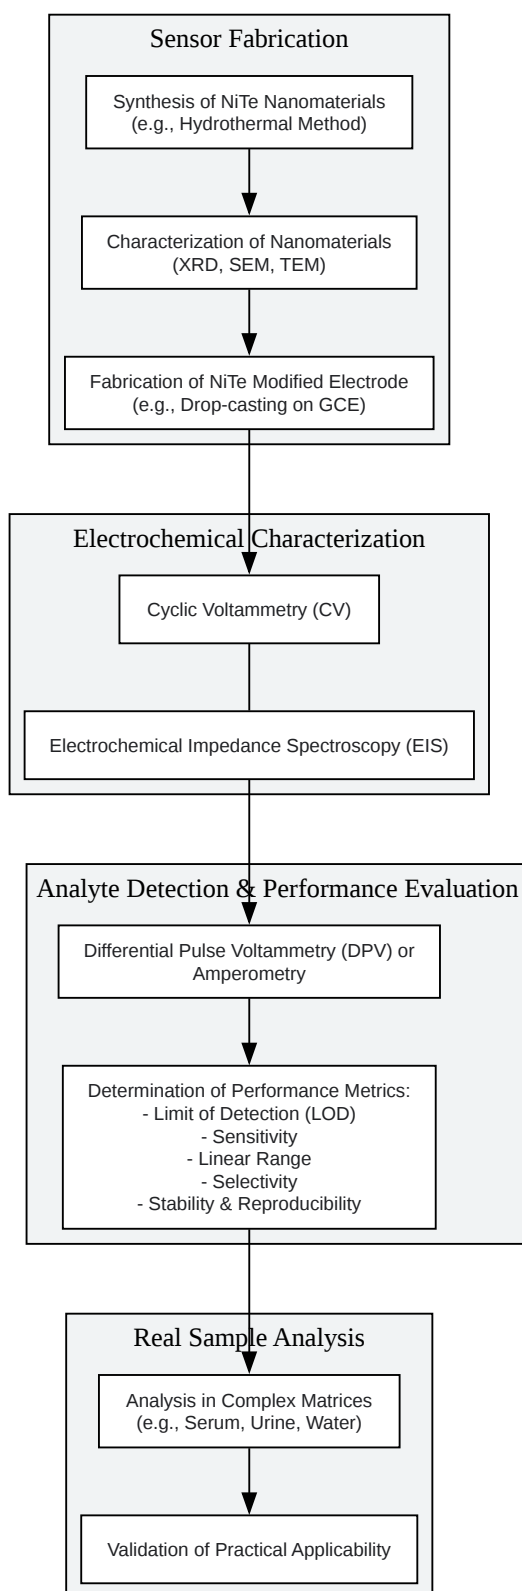 Sensor Fabrication
Synthesis of NiTe Nanomaterials
(e.g., Hydrothermal Method)
Characterization of Nanomaterials
(XRD, SEM, TEM)
Fabrication of NiTe Modified Electrode
(e.g., Drop-casting on GCE)
Electrochemical Characterization
Cyclic Voltammetry (CV)
Electrochemical Impedance Spectroscopy (EIS)
Analyte Detection & Performance Evaluation
Differential Pulse Voltammetry (DPV) or
Amperometry
Determination of Performance Metrics:
- Limit of Detection (LOD)
- Sensitivity
- Linear Range
- Selectivity
- Stability & Reproducibility
Real Sample Analysis
Analysis in Complex Matrices
(e.g., Serum, Urine, Water)
Validation of Practical Applicability